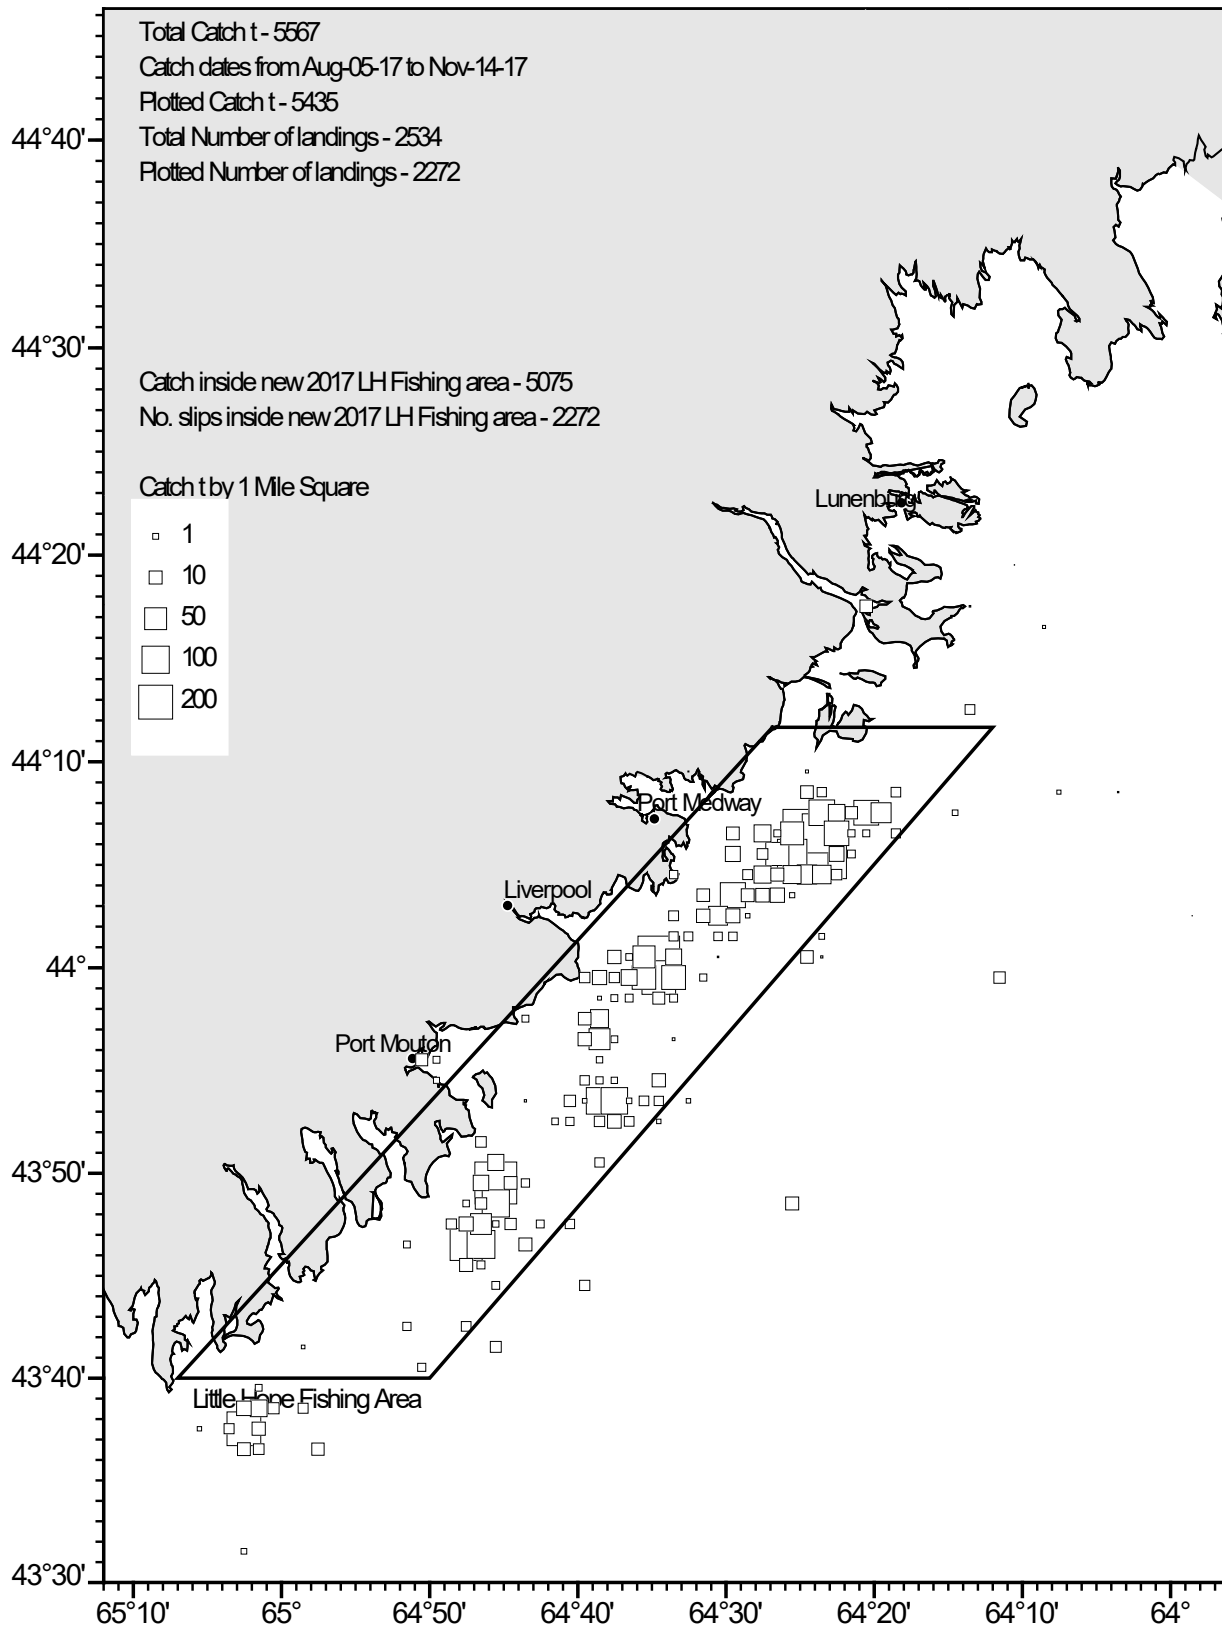 Total Catch t - 5567
Catch dates from Aug-05-17 to Nov-14-17
Plotted Catch t - 5435
Total Number of landings - 2534
Plotted Number of landings - 2272
44°40'
44°30'
Catch inside new 2017 LH Fishing area - 5075
No. slips inside new 2017 LH Fishing area - 2272
Catch t by 1 Mile Square
1
10
50
100
200
Lunenburg
44°20'
44°10'
Port Medway
Liverpool
44°
Port Mouton
43°50'
43°40'
Little Hope Fishing Area
43°30'
65°10' 65° 64°50' 64°40' 64°30' 64°20' 64°10' 64°